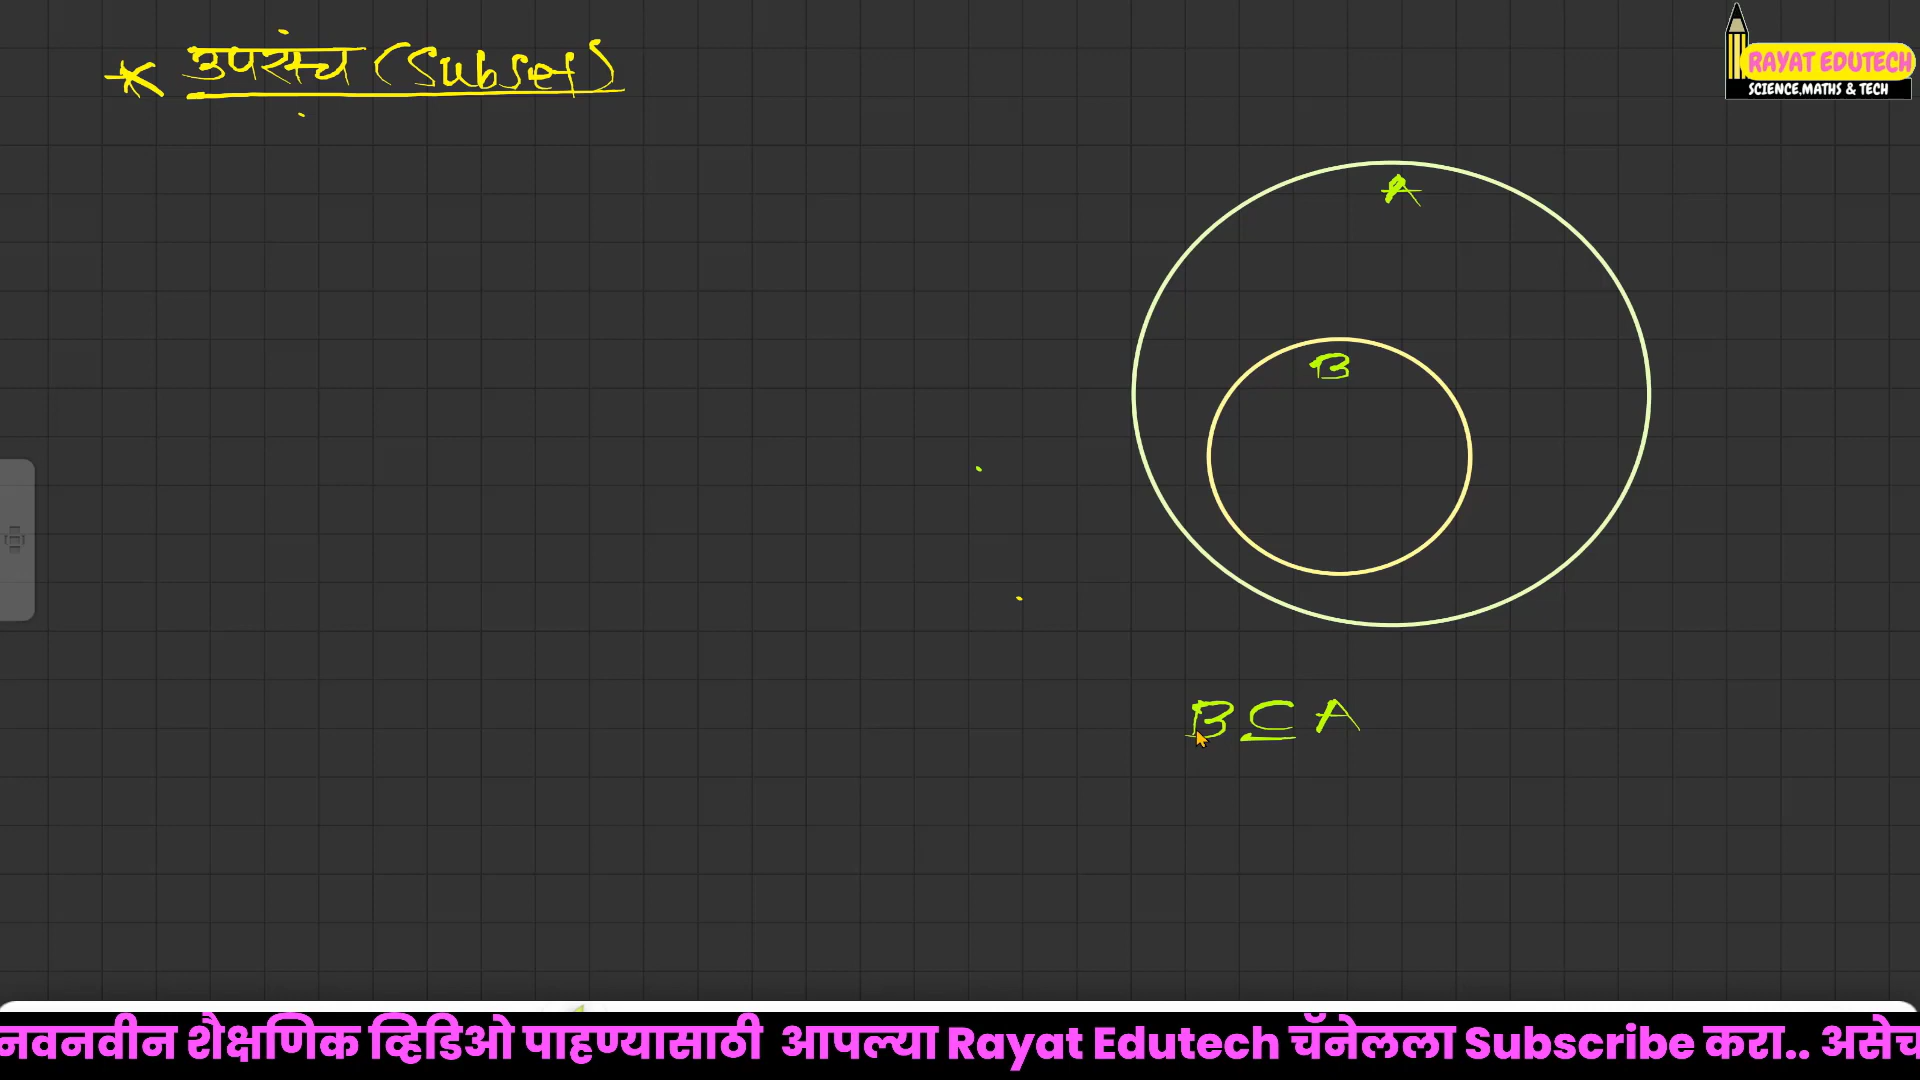 * उपसंच (Subset)
RAYAT EDUTECH
SCIENCE,MATHS & TECH
A
B
B ⊆ A
नवनवीन शैक्षणिक व्हिडिओ पाहण्यासाठी आपल्या Rayat Edutech चॅनेलला Subscribe करा.. असेच